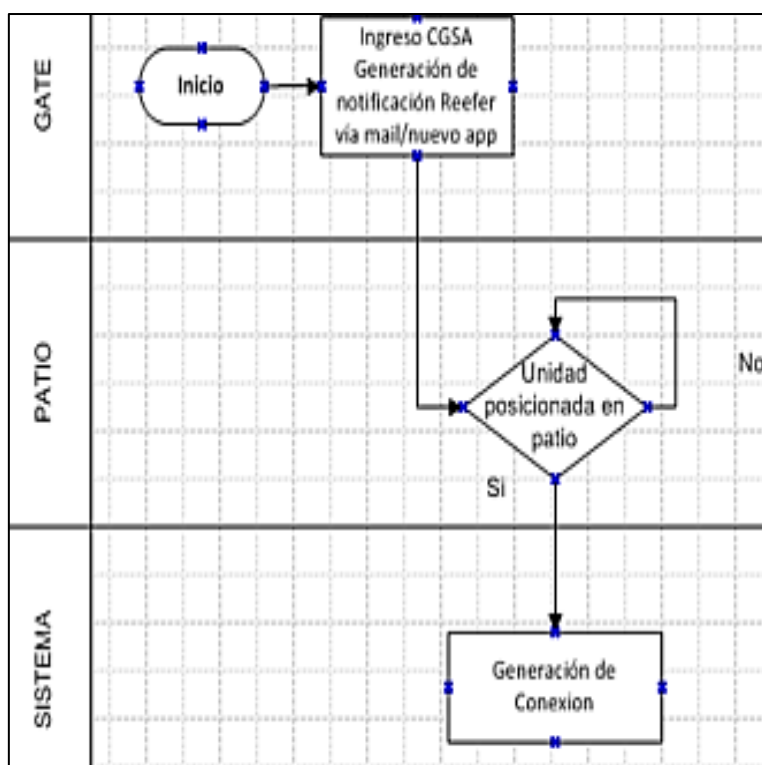 GATE
Inicio
Ingreso CGSA
Generación de
notificación Reefer
vía mail/nuevo app
PATIO
Unidad
posicionada en
patio
No
Si
SISTEMA
Generación de
Conexion